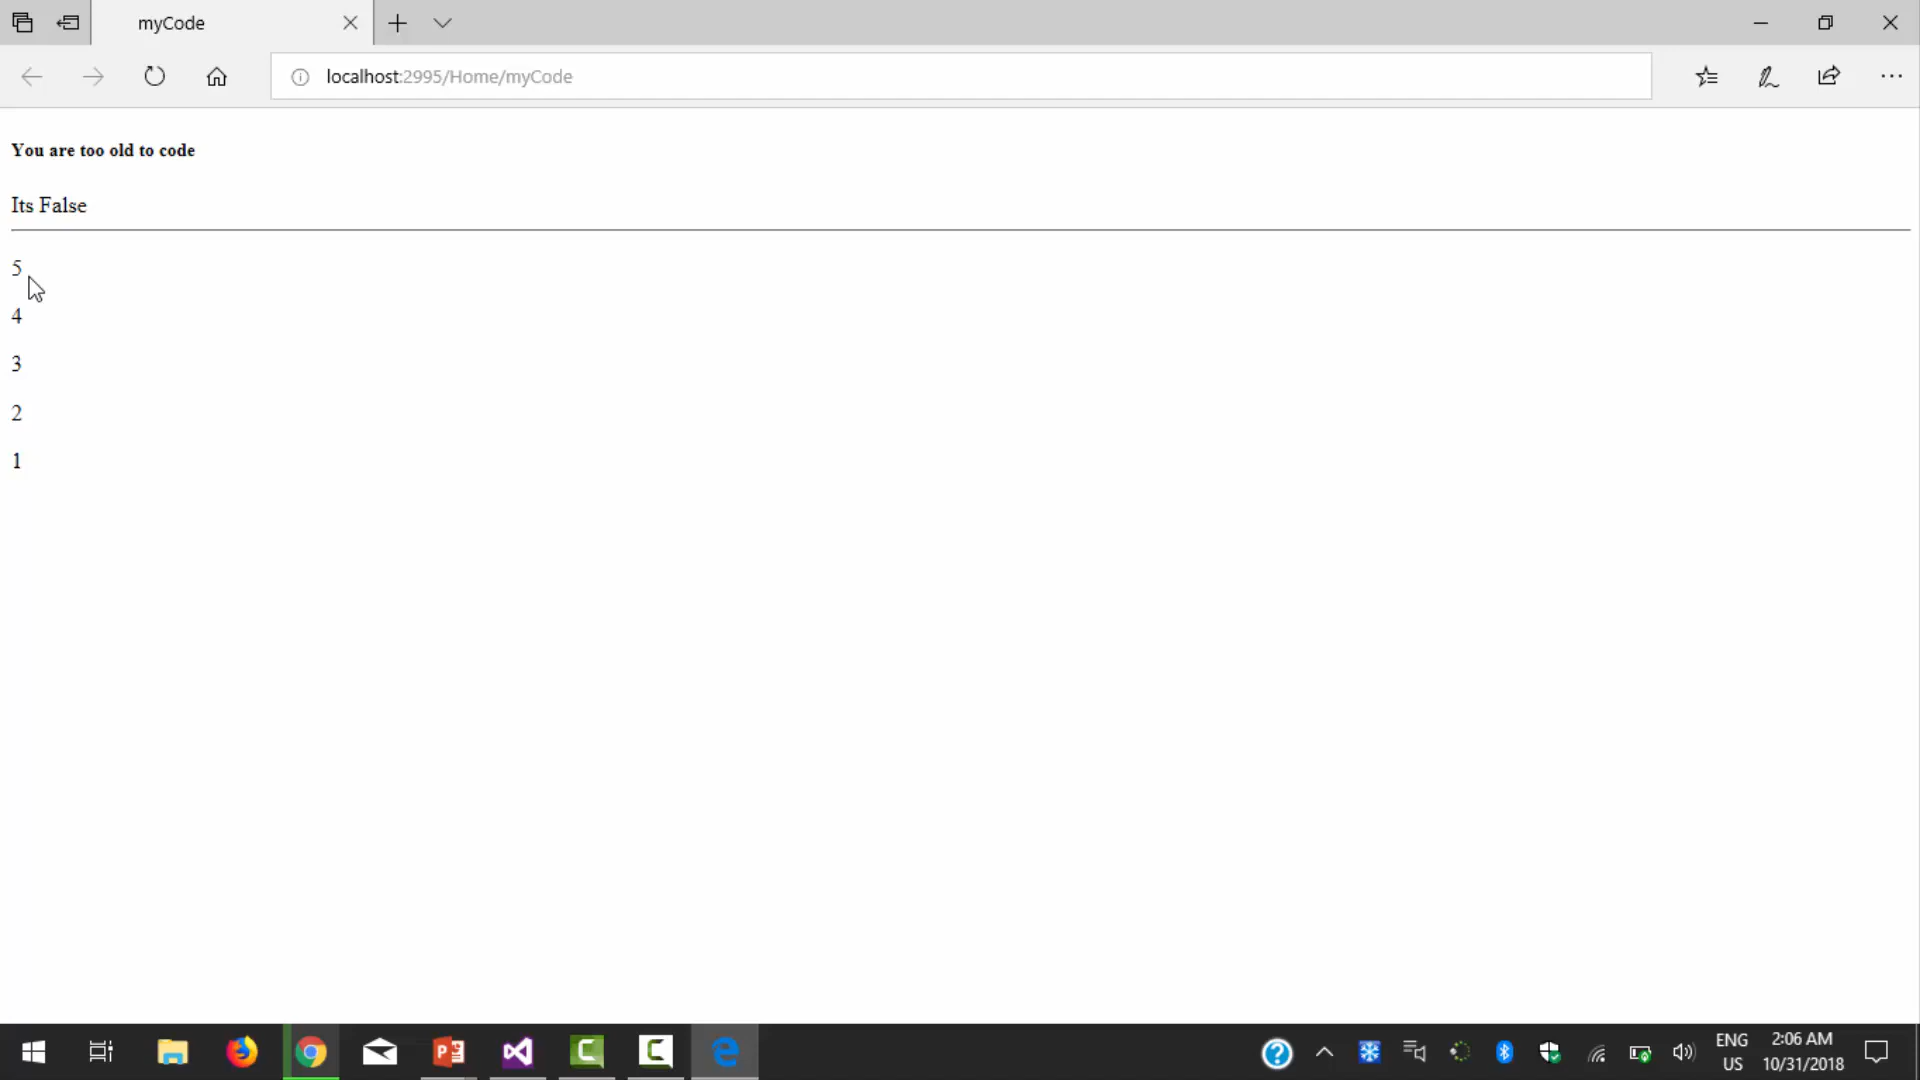 myCode
localhost:2995/Home/myCode
You are too old to code
Its False
5
4
3
2
1
ENG
US
2:06 AM
10/31/2018